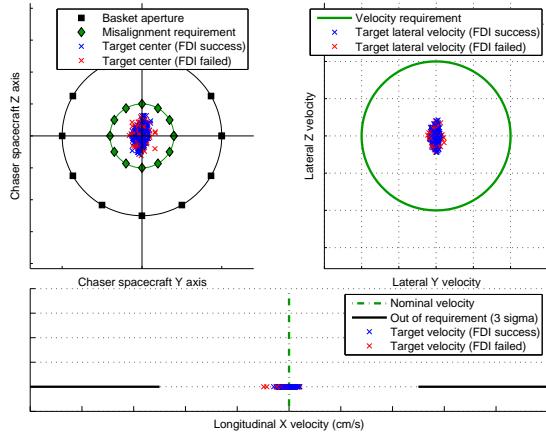 Basket aperture
Misalignment requirement
Target center (FDI success)
Target center (FDI failed)
Chaser spacecraft Z axis
Chaser spacecraft Y axis
Velocity requirement
Target lateral velocity (FDI success)
Target lateral velocity (FDI failed)
Lateral Z velocity
Lateral Y velocity
Nominal velocity
Out of requirement (3 sigma)
Target velocity (FDI success)
Target velocity (FDI failed)
Longitudinal X velocity (cm/s)